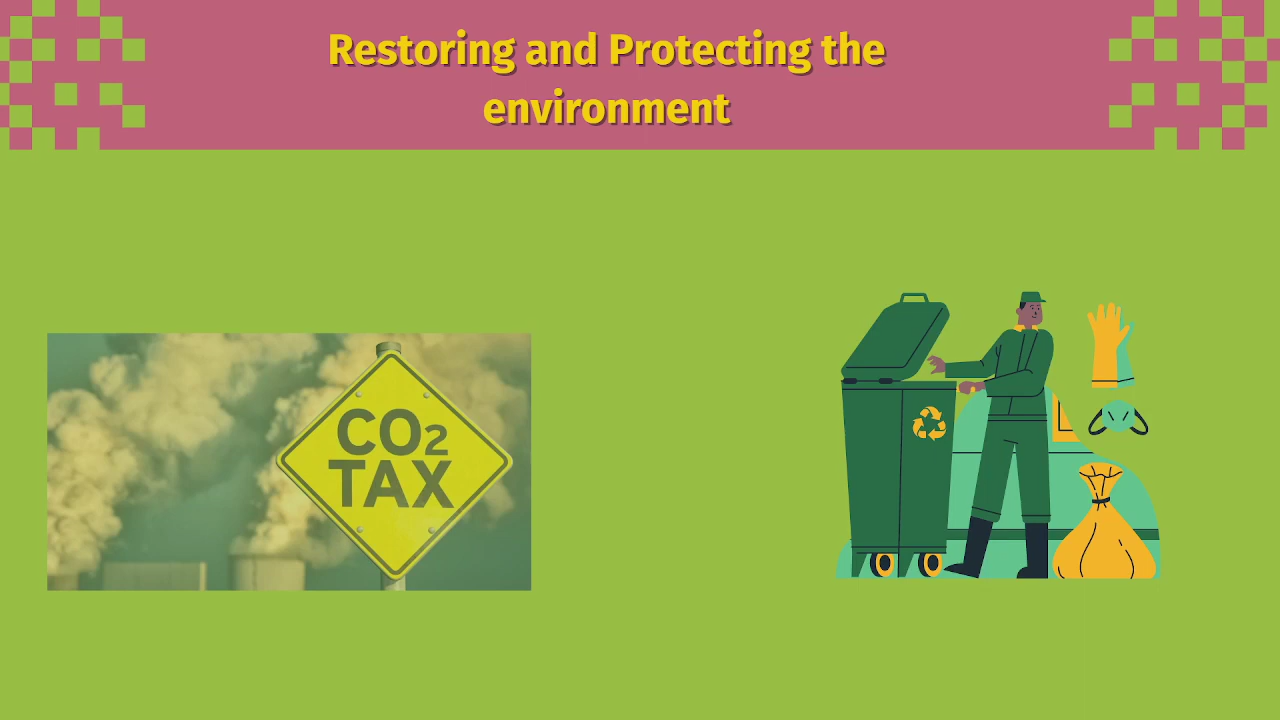 Restoring and Protecting the
environment
CO2
TAX